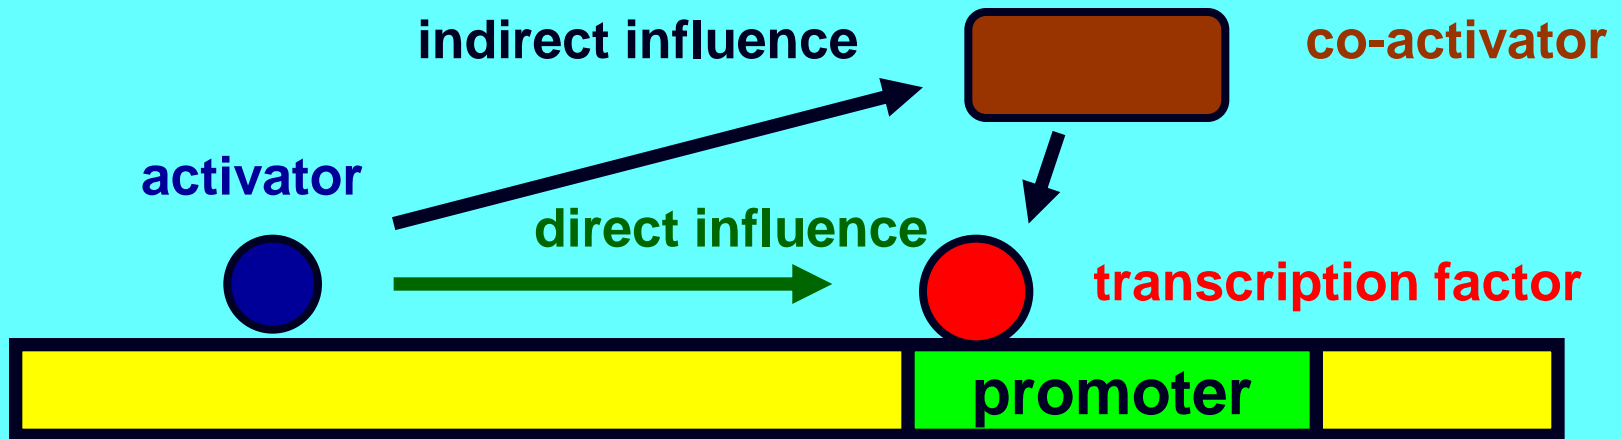 indirect influence
co-activator
activator
direct influence
transcription factor
promoter